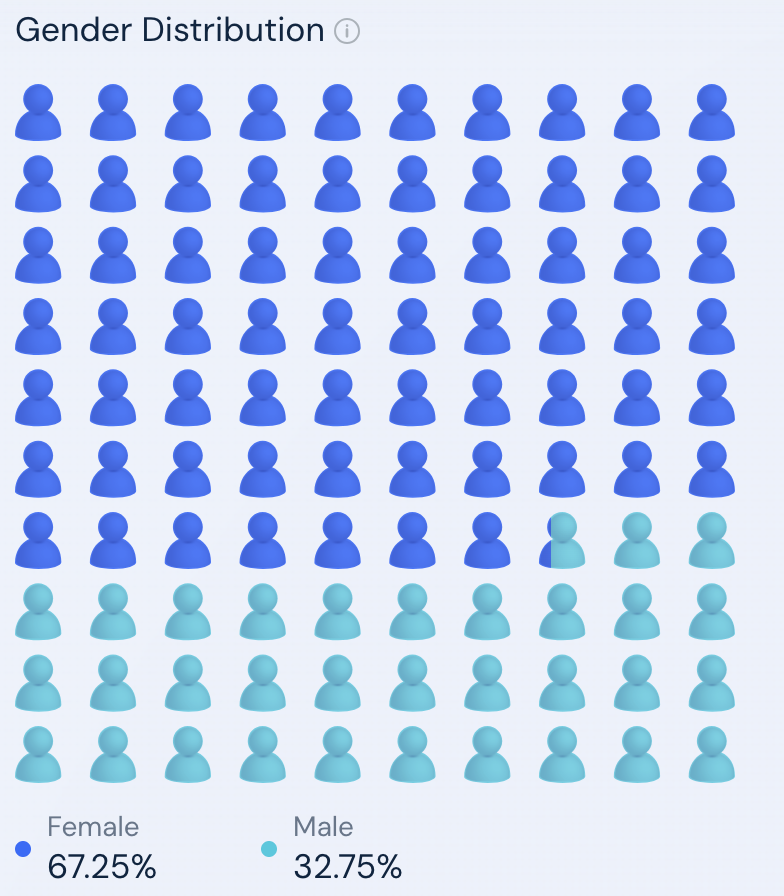 Gender Distribution
Female
67.25%
Male
32.75%